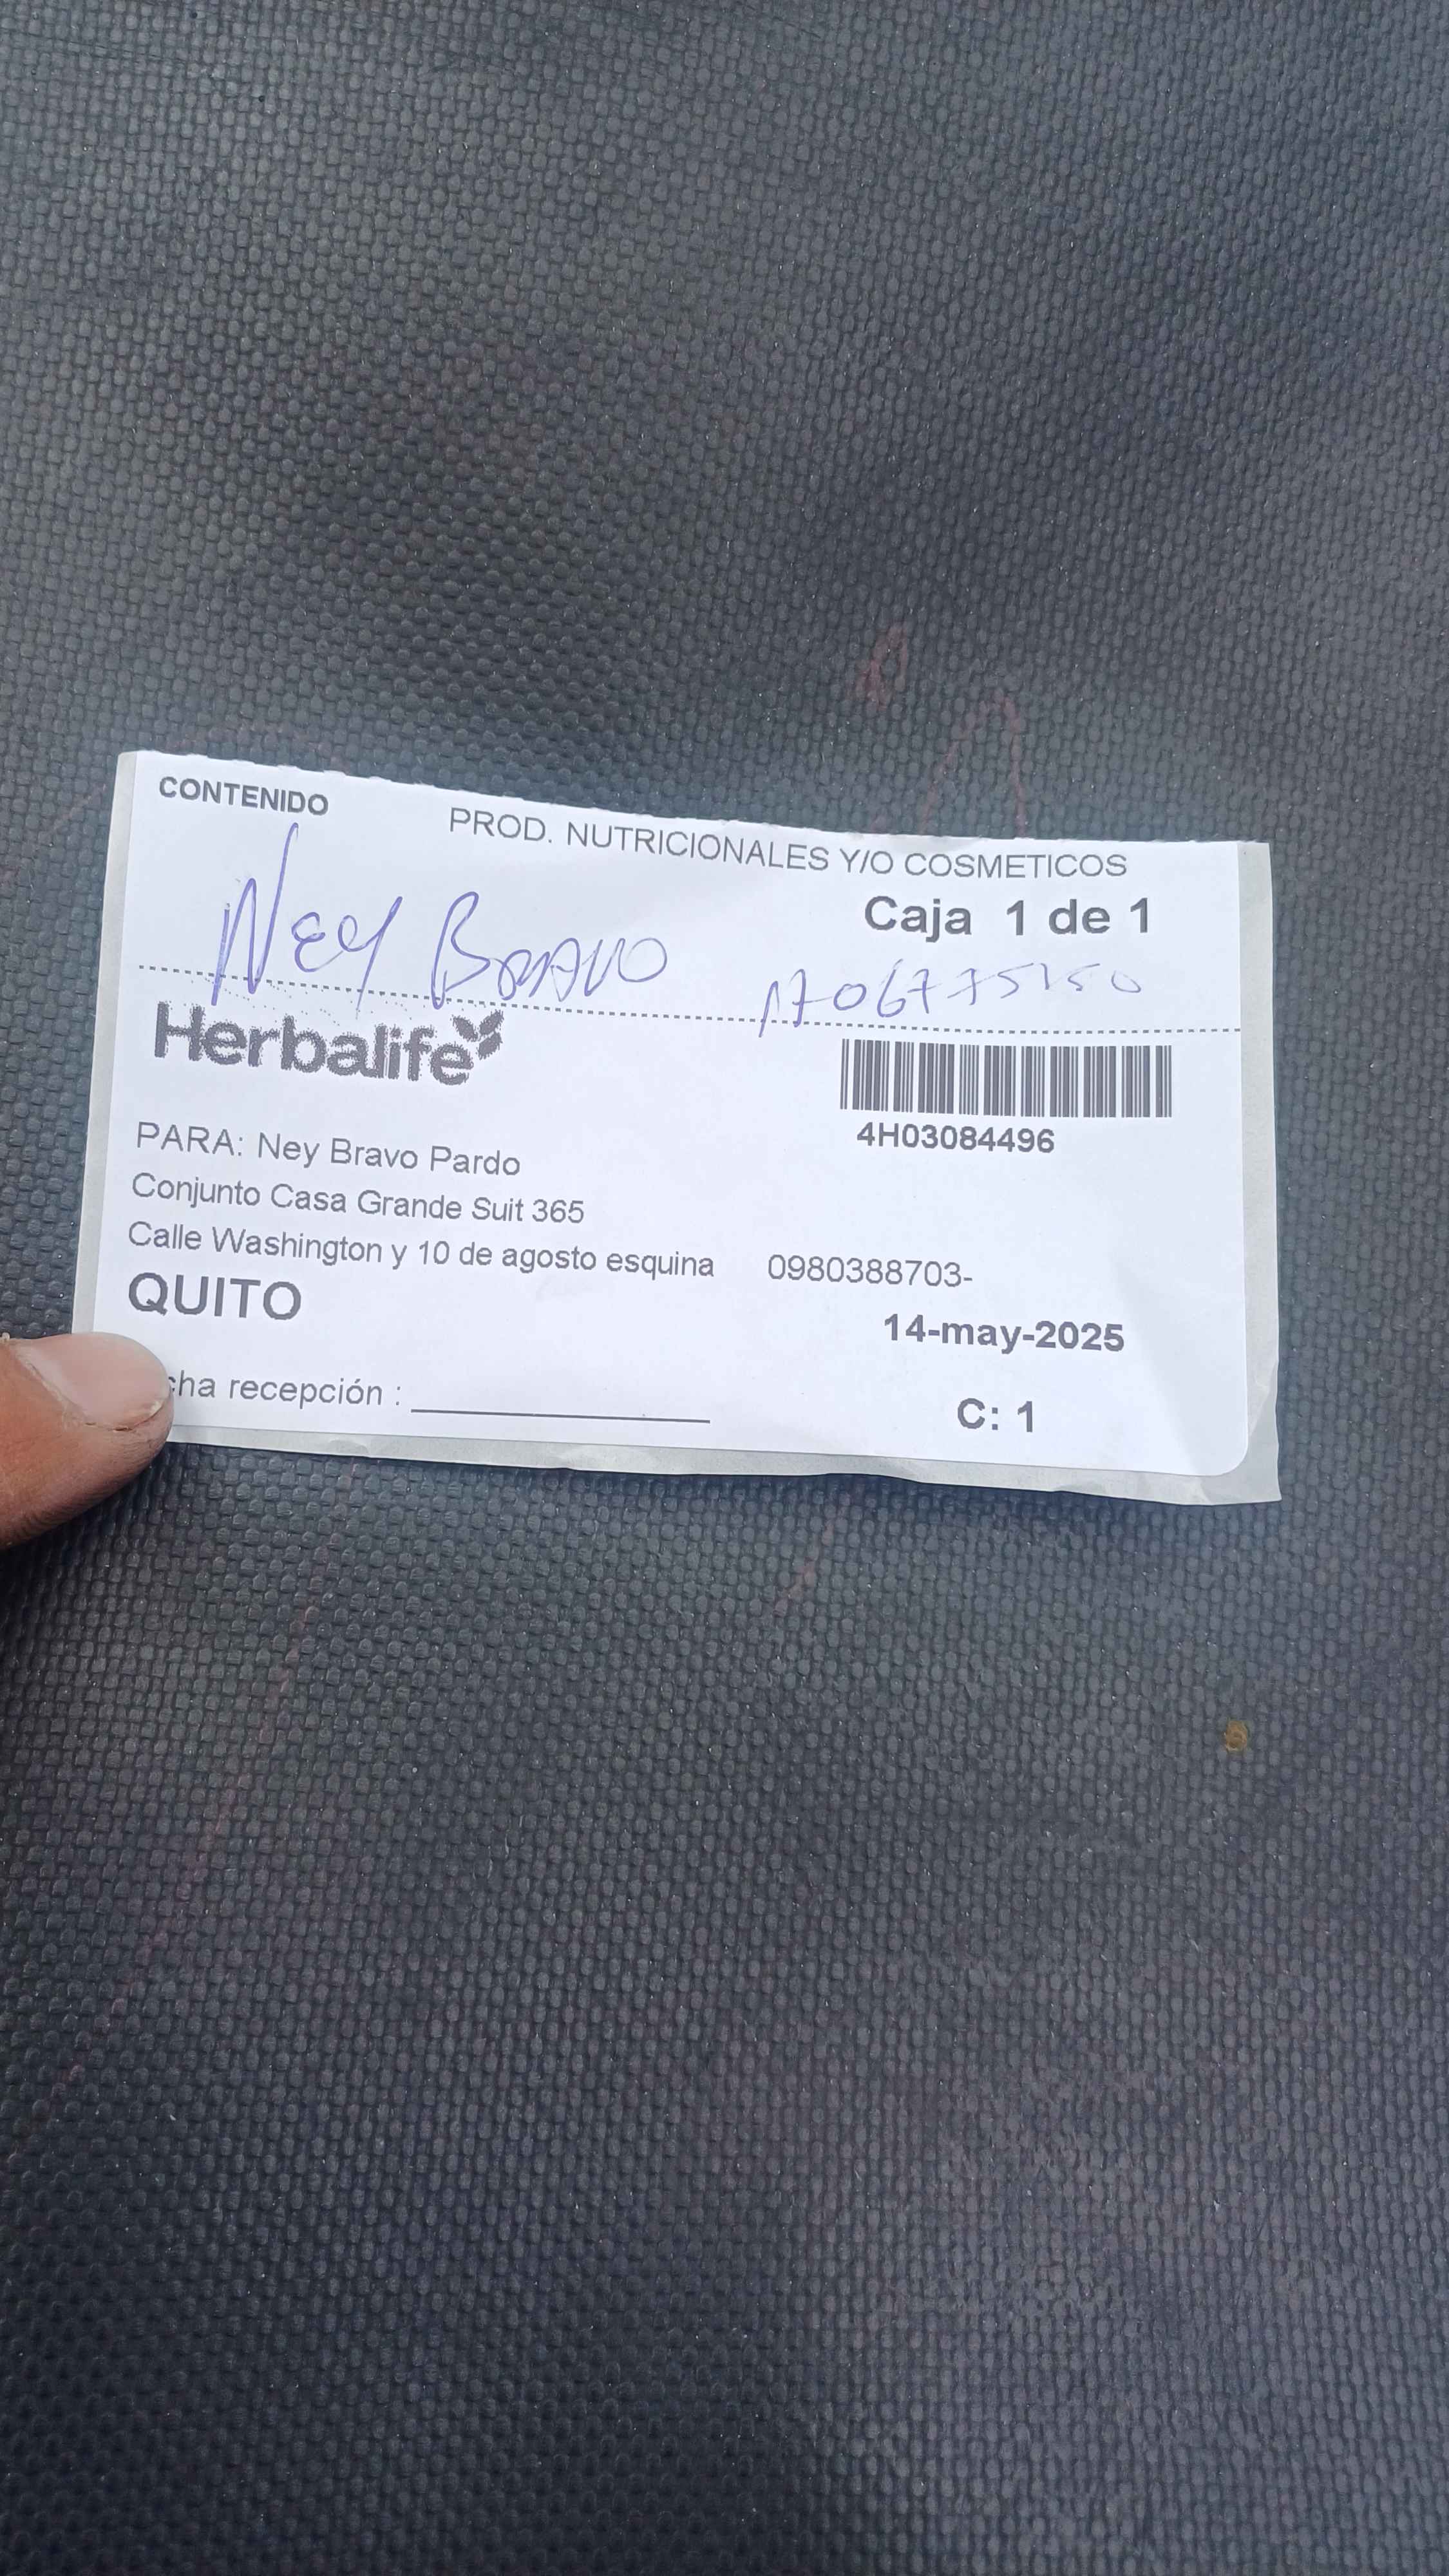 CONTENIDO
PROD. NUTRICIONALES Y/O COSMETICOS
Caja 1 de 1
Ney Bravo
Herbalife
4H03084496
PARA: Ney Bravo Pardo
Conjunto Casa Grande Suit 365
Calle Washington y 10 de agosto esquina 0980388703-
QUITO
14-may-2025
cha recepción :
C: 1